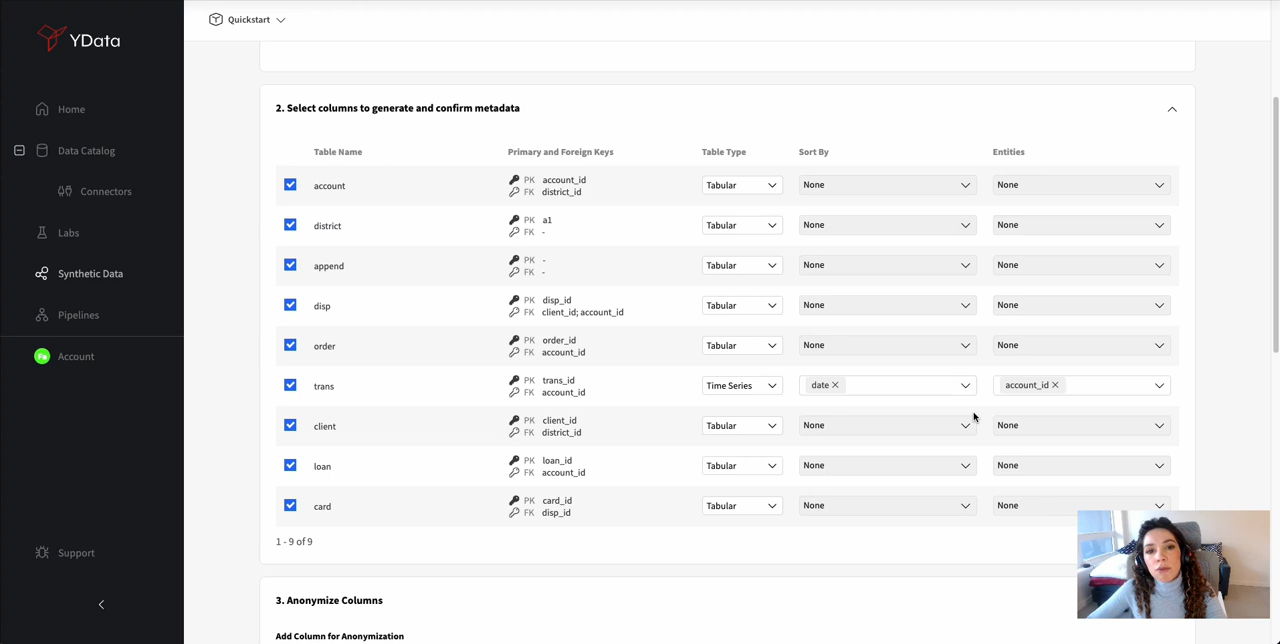 YData
Quickstart
Home
Data Catalog
Connectors
Labs
Synthetic Data
Pipelines
Account
Support
2. Select columns to generate and confirm metadata
Table Name Primary and Foreign Keys Table Type Sort By Entities
account PK account_id Tabular None None
FK district_id
district PK a1 Tabular None None
FK -
append PK - Tabular None None
FK -
disp PK disp_id Tabular None None
FK client_id; account_id
order PK order_id Tabular None None
FK account_id
trans PK trans_id Time Series date account_id
FK account_id
client PK client_id Tabular None None
FK district_id
loan PK loan_id Tabular None None
FK account_id
card PK card_id Tabular None None
FK disp_id
1 - 9 of 9
3. Anonymize Columns
Add Column for Anonymization